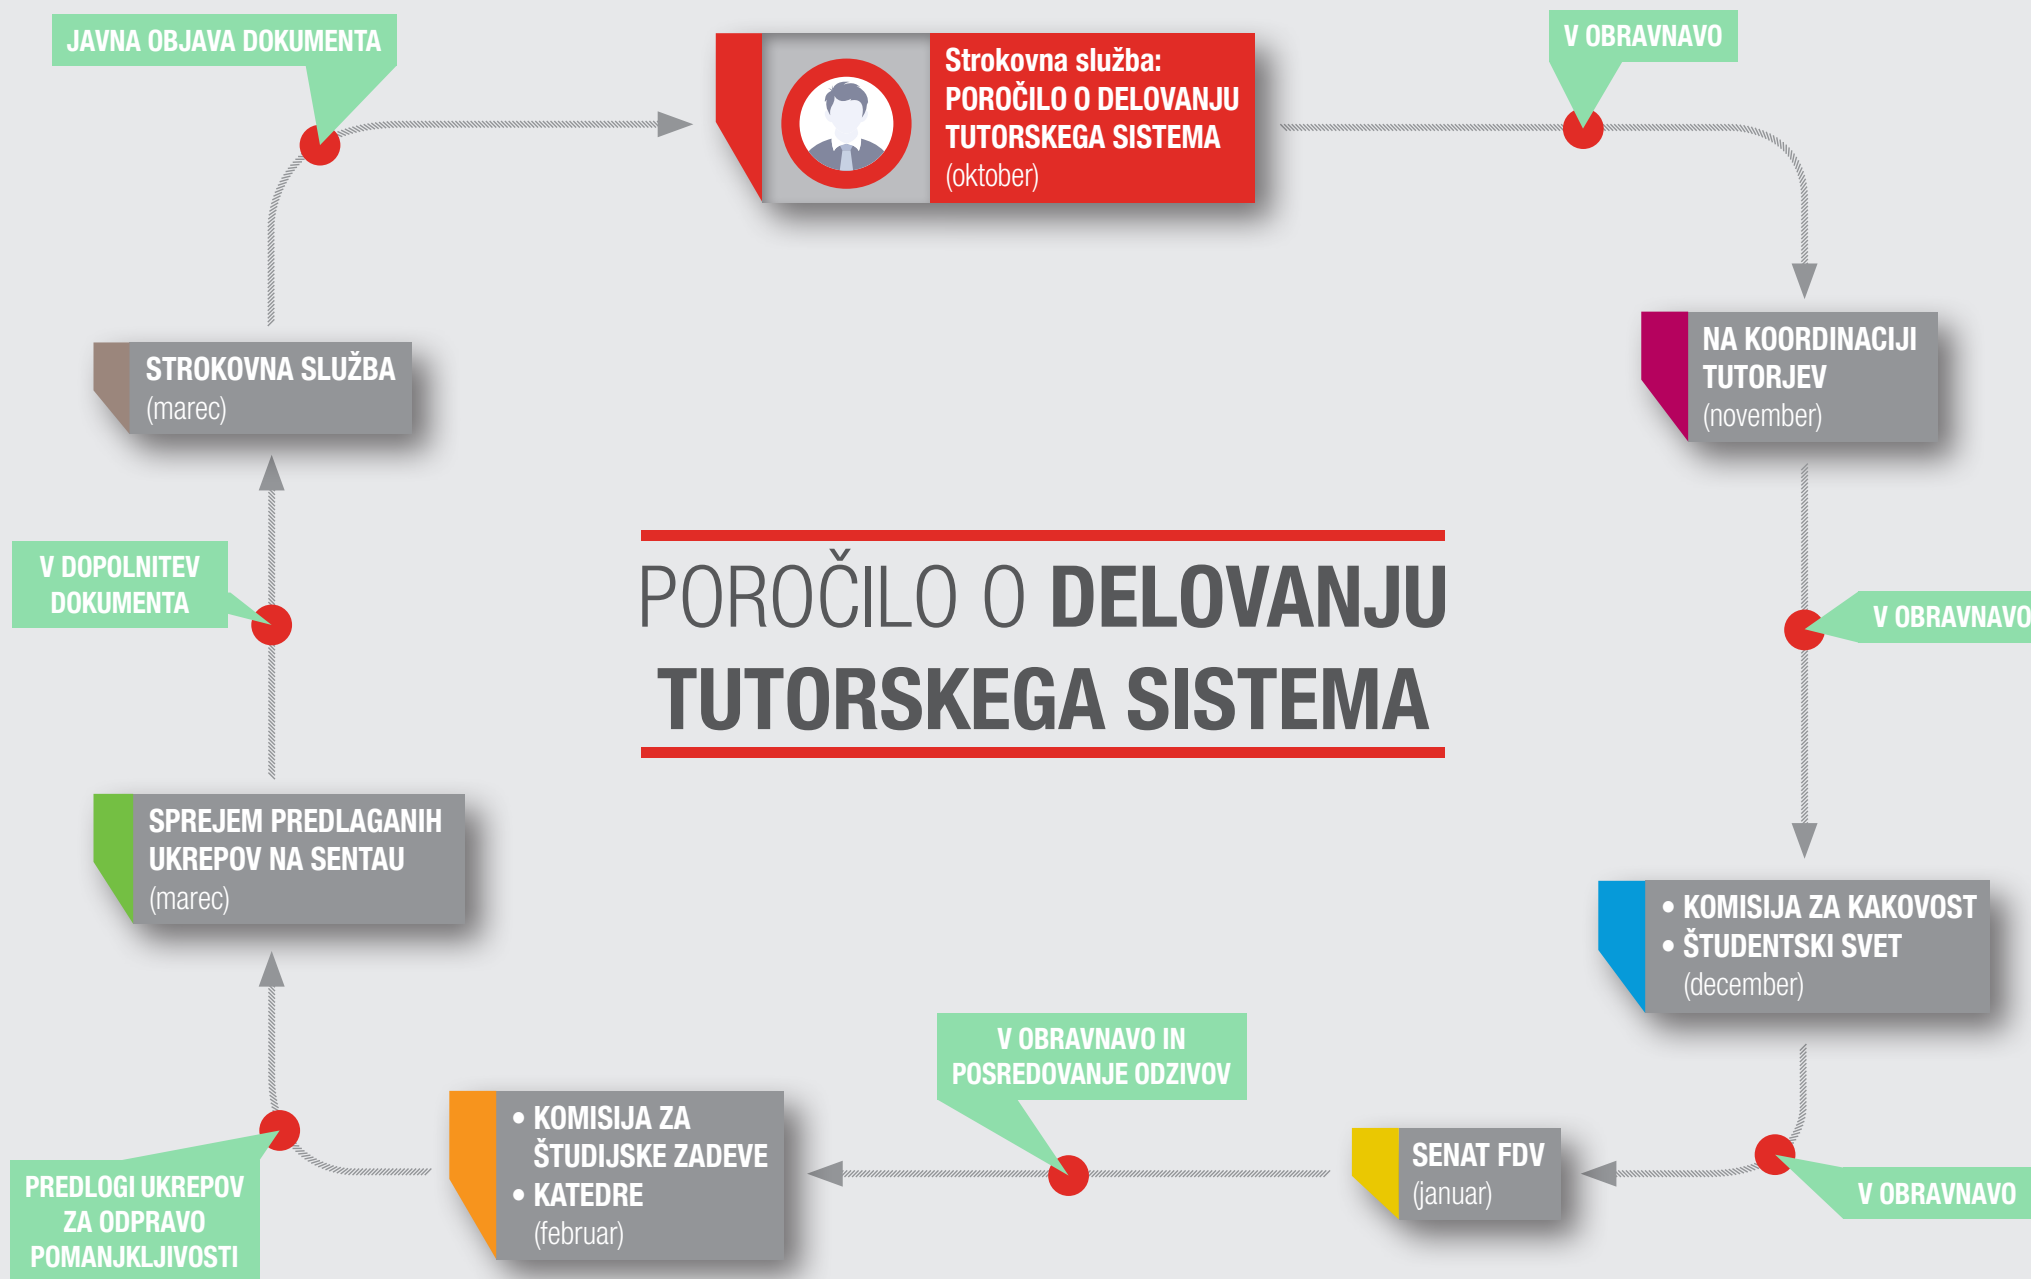 JAVNA OBJAVA DOKUMENTA
Strokovna služba:
POROČILO O DELOVANJU
TUTORSKEGA SISTEMA
(oktober)
V OBRAVNAVO
NA KOORDINACIJI
TUTORJEV
(november)
V OBRAVNAVO
• KOMISIJA ZA KAKOVOST
• ŠTUDENTSKI SVET
(december)
V OBRAVNAVO
SENAT FDV
(januar)
V OBRAVNAVO IN
POSREDOVANJE ODZIVOV
• KOMISIJA ZA
ŠTUDIJSKE ZADEVE
• KATEDRE
(februar)
PREDLOGI UKREPOV
ZA ODPRAVO
POMANJKLJIVOSTI
SPREJEM PREDLAGANIH
UKREPOV NA SENTAU
(marec)
V DOPOLNITEV
DOKUMENTA
STROKOVNA SLUŽBA
(marec)
POROČILO O DELOVANJU
TUTORSKEGA SISTEMA